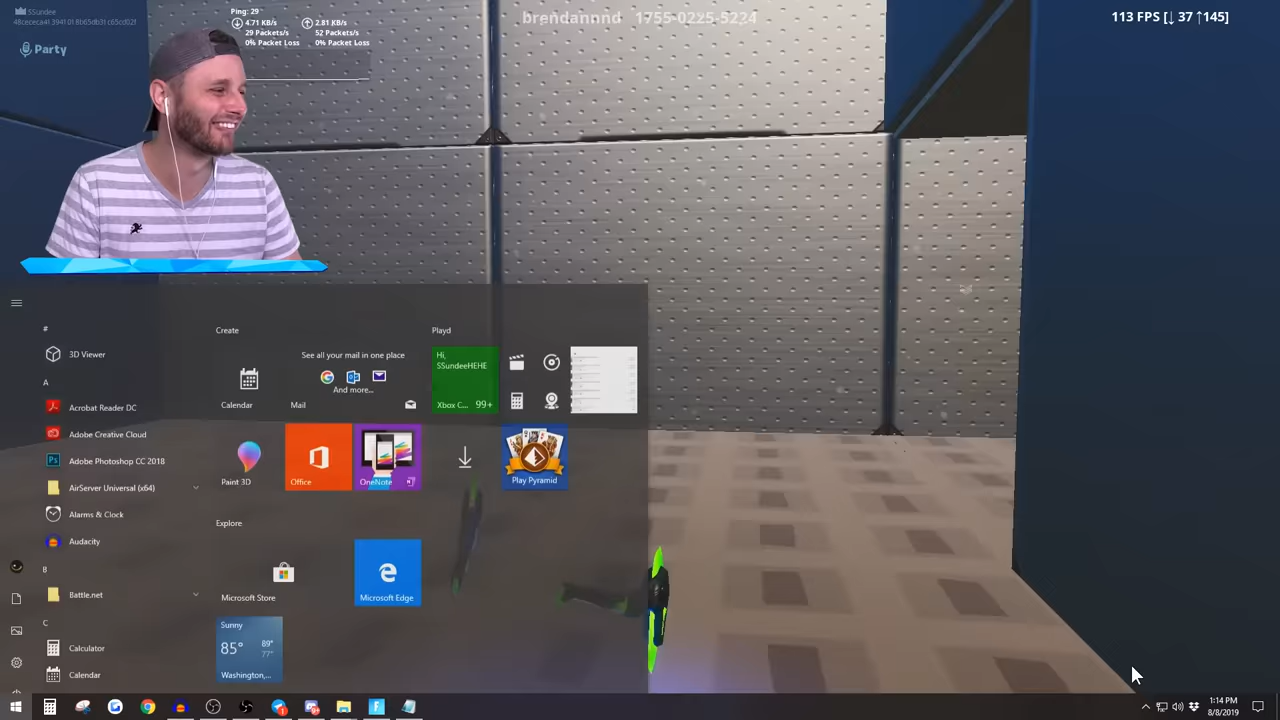 SSundee
Party
Ping: 29
4.71 KB/s 2.81 KB/s
29 Packets/s 52 Packets/s
0% Packet Loss 0% Packet Loss
brendannnd 1755-0225-5224
113 FPS [↓ 37 ↑145]
#
3D Viewer
A
Acrobat Reader DC
Adobe Creative Cloud
Ps
Adobe Photoshop CC 2018
AirServer Universal (x64)
Alarms & Clock
Audacity
B
Battle.net
C
Calculator
Calendar
Create
Calendar
See all your mail in one place
And more...
Mail
Paint 3D
Office
OneNote
Explore
Microsoft Store
Microsoft Edge
Sunny
85° 89° 77°
Washington,...
Playd
Hi,
SSundeeHEHE
Xbox C... 99+
Play Pyramid
1:14 PM
8/8/2019